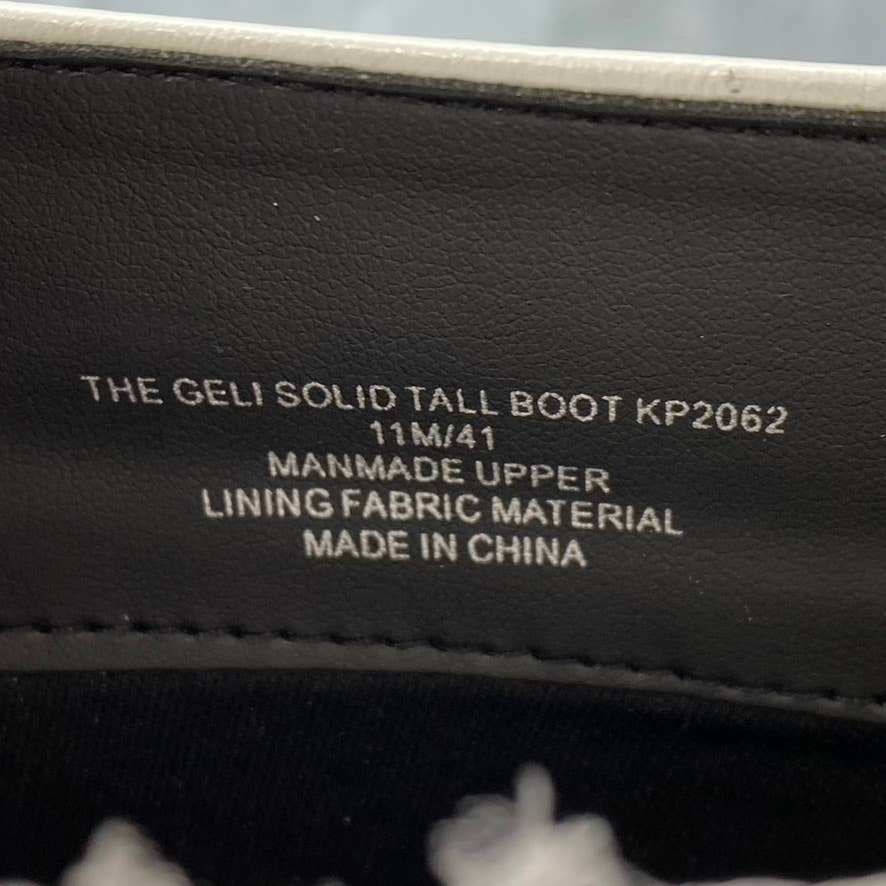 THE GELI SOLID TALL BOOT KP2062
11M/41
MANMADE UPPER
LINING FABRIC MATERIAL
MADE IN CHINA